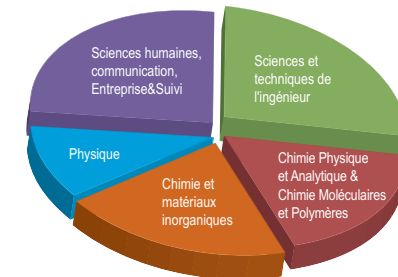 Sciences humaines,
communication,
Entreprise&Suivi
Sciences et
techniques de
l'ingénieur
Physique
Chimie et
matériaux
inorganiques
Chimie Physique
et Analytique &
Chimie Moléculaires
et Polymères